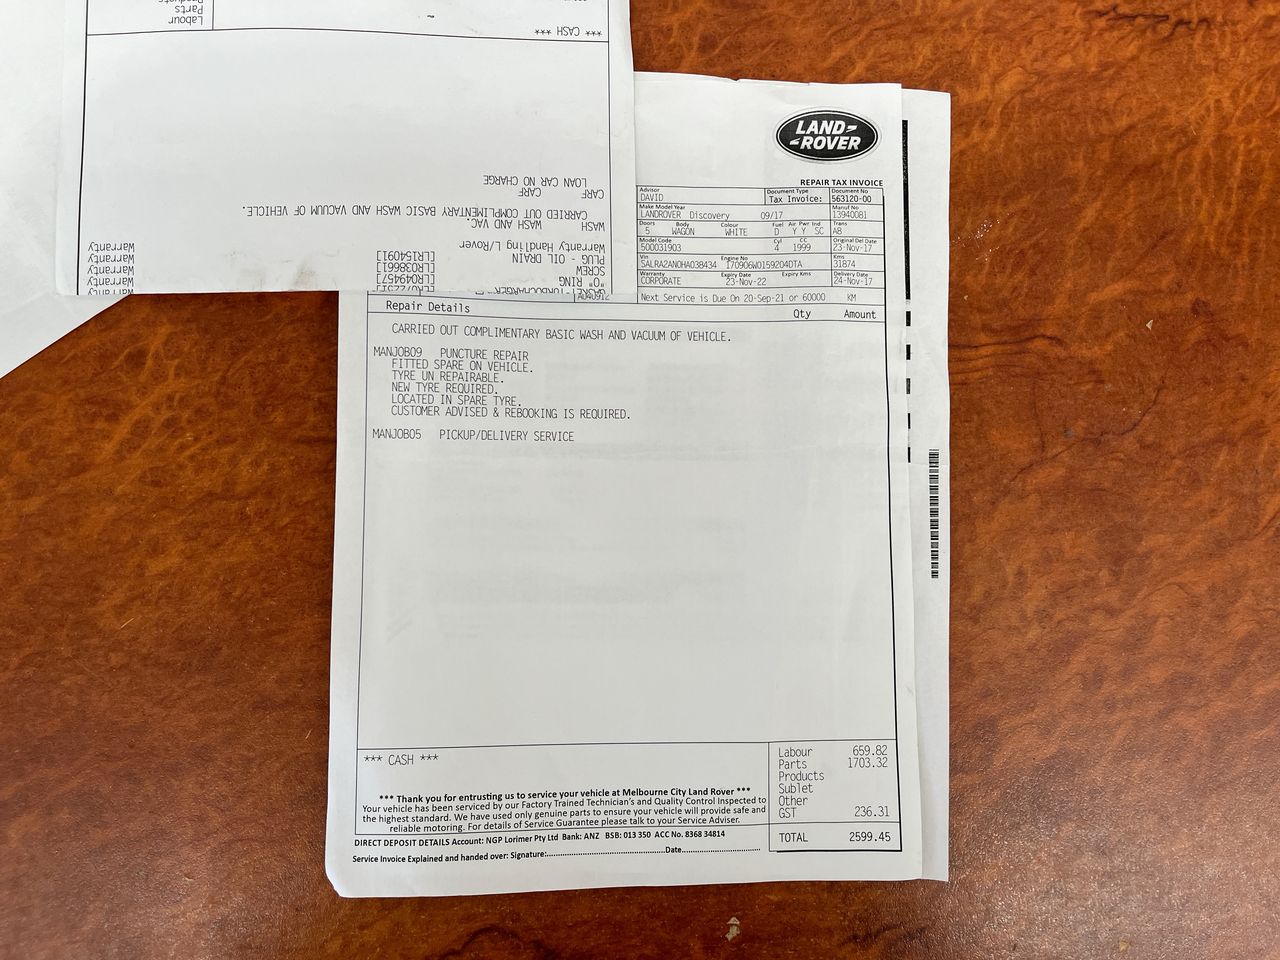 Labour
Parts
*** CASH ***
LOAN CAR NO CHARGE
CARF CARF
CARRIED OUT COMPLIMENTARY BASIC WASH AND VACUUM OF VEHICLE.
WASH WASH AND VAC.
Warranty Handling L/Rover Warranty
PLUG - OIL DRAIN [LR154091] Warranty
SCREW [LR038661] Warranty
"O" RING [LR049457] Warranty
LAND ROVER
REPAIR TAX INVOICE
Advisor Document Type Document No
DAVID Tax Invoice: 563120-00
Make Model Year Manuf No
LANDROVER Discovery 09/17 13940081
Doors Body Colour Fuel Air Pwr Ind Trans
5 WAGON WHITE D Y Y SC A8
Model Code Cyl CC Original Del Date
500031903 4 1999 23-Nov-17
Vin Engine No Kms
SALRA2AN0HA038434 170906W0159204DTA 31874
Warranty Expiry Date Expiry Kms Delivery Date
CORPORATE 23-Nov-22 24-Nov-17
Next Service is Due On 20-Sep-21 or 60000 KM
Repair Details Qty Amount
CARRIED OUT COMPLIMENTARY BASIC WASH AND VACUUM OF VEHICLE.
MANJOB09 PUNCTURE REPAIR
FITTED SPARE ON VEHICLE.
TYRE UN REPAIRABLE.
NEW TYRE REQUIRED.
LOCATED IN SPARE TYRE.
CUSTOMER ADVISED & REBOOKING IS REQUIRED.
MANJOB05 PICKUP/DELIVERY SERVICE
*** CASH ***
Labour 659.82
Parts 1703.32
Products
Sublet
Other
GST 236.31
TOTAL 2599.45
*** Thank you for entrusting us to service your vehicle at Melbourne City Land Rover ***
Your vehicle has been serviced by our Factory Trained Technician's and Quality Control Inspected to
the highest standard. We have used only genuine parts to ensure your vehicle will provide safe and
reliable motoring. For details of Service Guarantee please talk to your Service Adviser.
DIRECT DEPOSIT DETAILS Account: NGP Lorimer Pty Ltd Bank: ANZ BSB: 013 350 ACC No. 8368 34814
Service Invoice Explained and handed over: Signature:..........Date..........